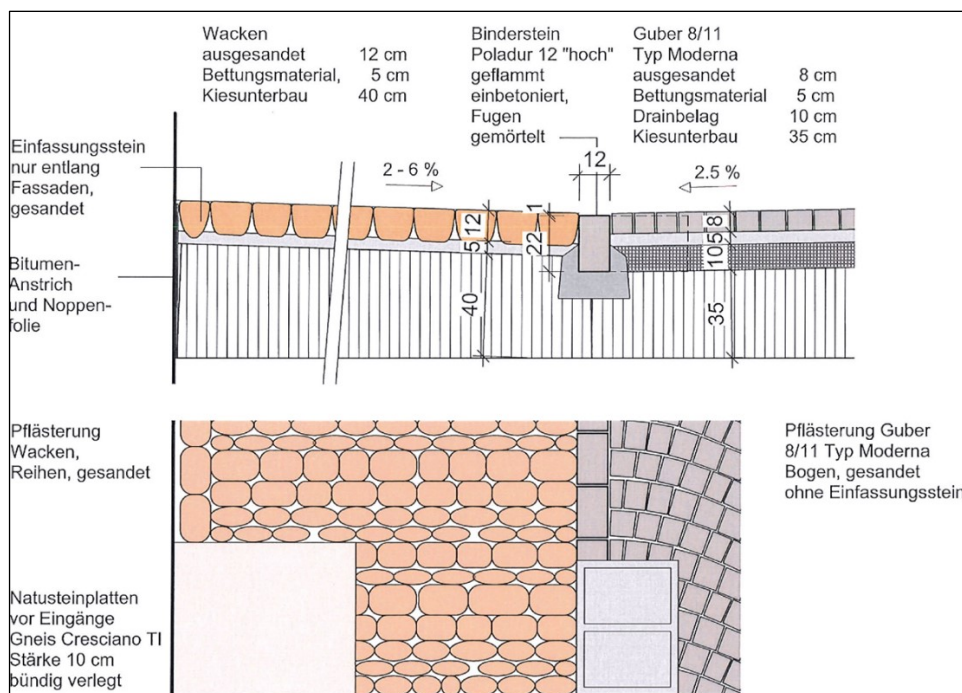 Wacken
ausgesandet 12 cm
Bettungsmaterial, 5 cm
Kiesunterbau 40 cm
Binderstein
Poladur 12 "hoch"
geflammt
einbetoniert,
Fugen
gemörtelt
Guber 8/11
Typ Moderna
ausgesandet 8 cm
Bettungsmaterial 5 cm
Drainbelag 10 cm
Kiesunterbau 35 cm
Einfassungsstein
nur entlang
Fassaden,
gesandet
Bitumen-
Anstrich
und Noppen-
folie
2 - 6 %
12
2.5 %
1
12
5
40
22
8
5
10
35
Pflästerung
Wacken,
Reihen, gesandet
Pflästerung Guber
8/11 Typ Moderna
Bogen, gesandet
ohne Einfassungsstein
Natusteinplatten
vor Eingänge
Gneis Cresciano TI
Stärke 10 cm
bündig verlegt